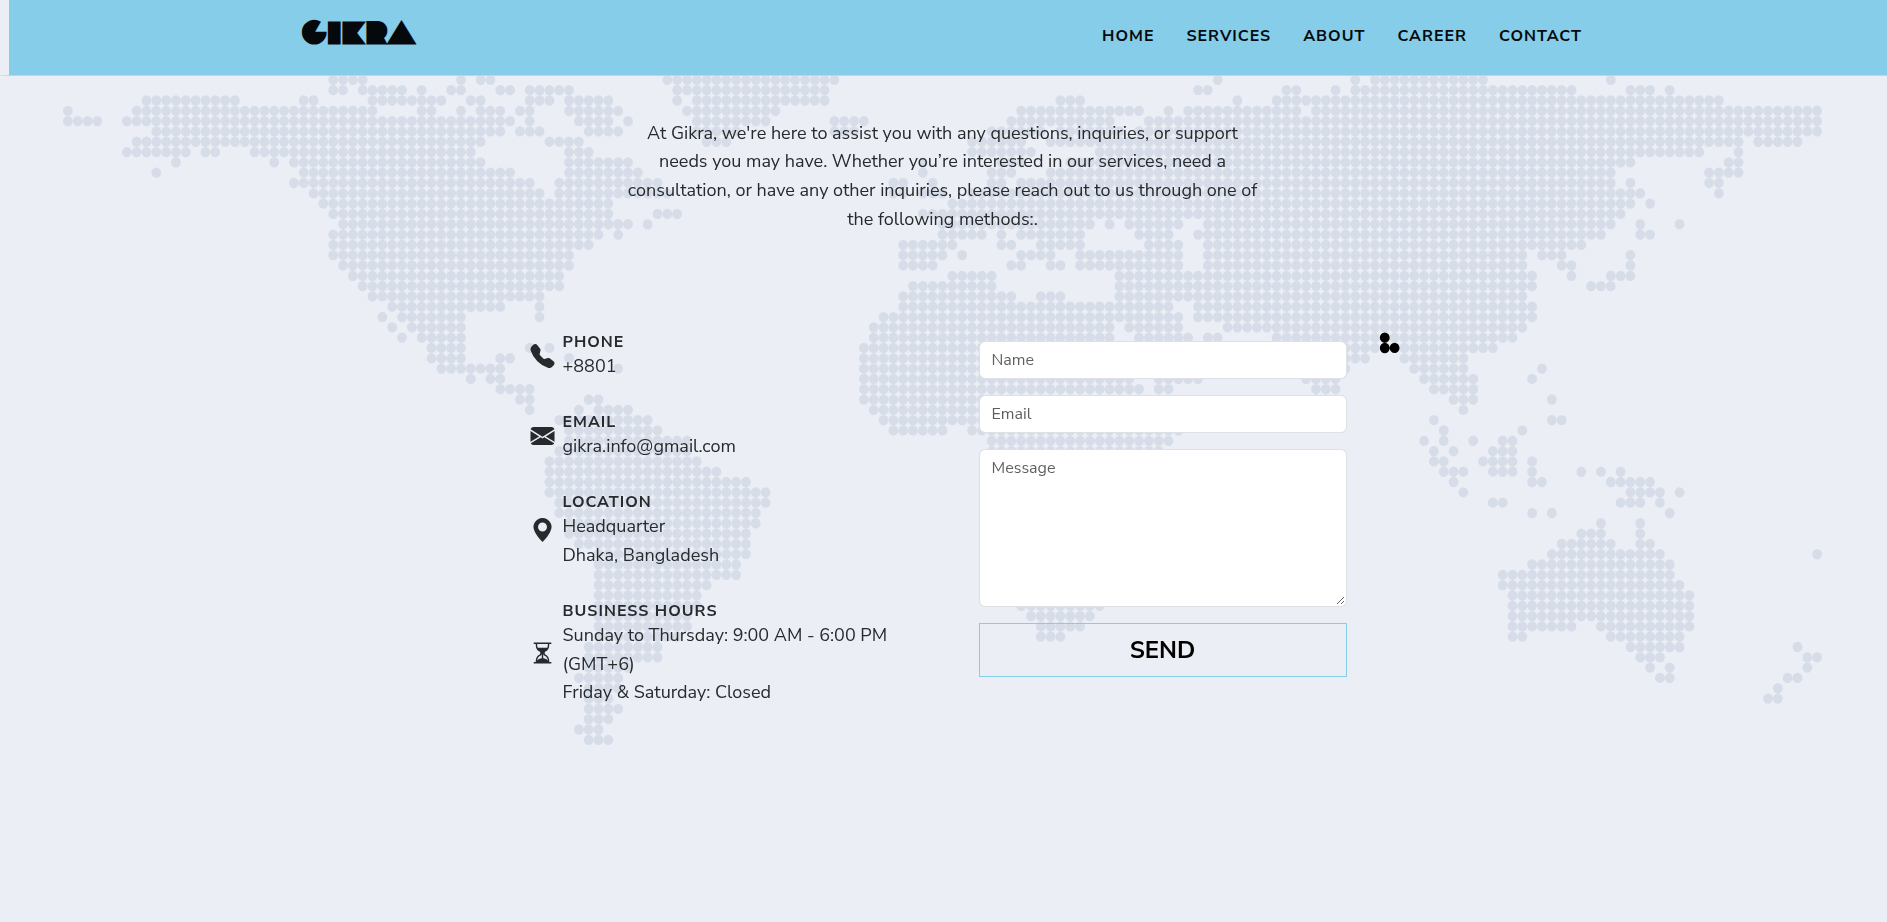 GIKRA
HOME SERVICES ABOUT CAREER CONTACT
At Gikra, we're here to assist you with any questions, inquiries, or support
needs you may have. Whether you’re interested in our services, need a
consultation, or have any other inquiries, please reach out to us through one of
the following methods:.
PHONE
+8801
EMAIL
gikra.info@gmail.com
LOCATION
Headquarter
Dhaka, Bangladesh
BUSINESS HOURS
Sunday to Thursday: 9:00 AM - 6:00 PM
(GMT+6)
Friday & Saturday: Closed
Name
Email
Message
SEND